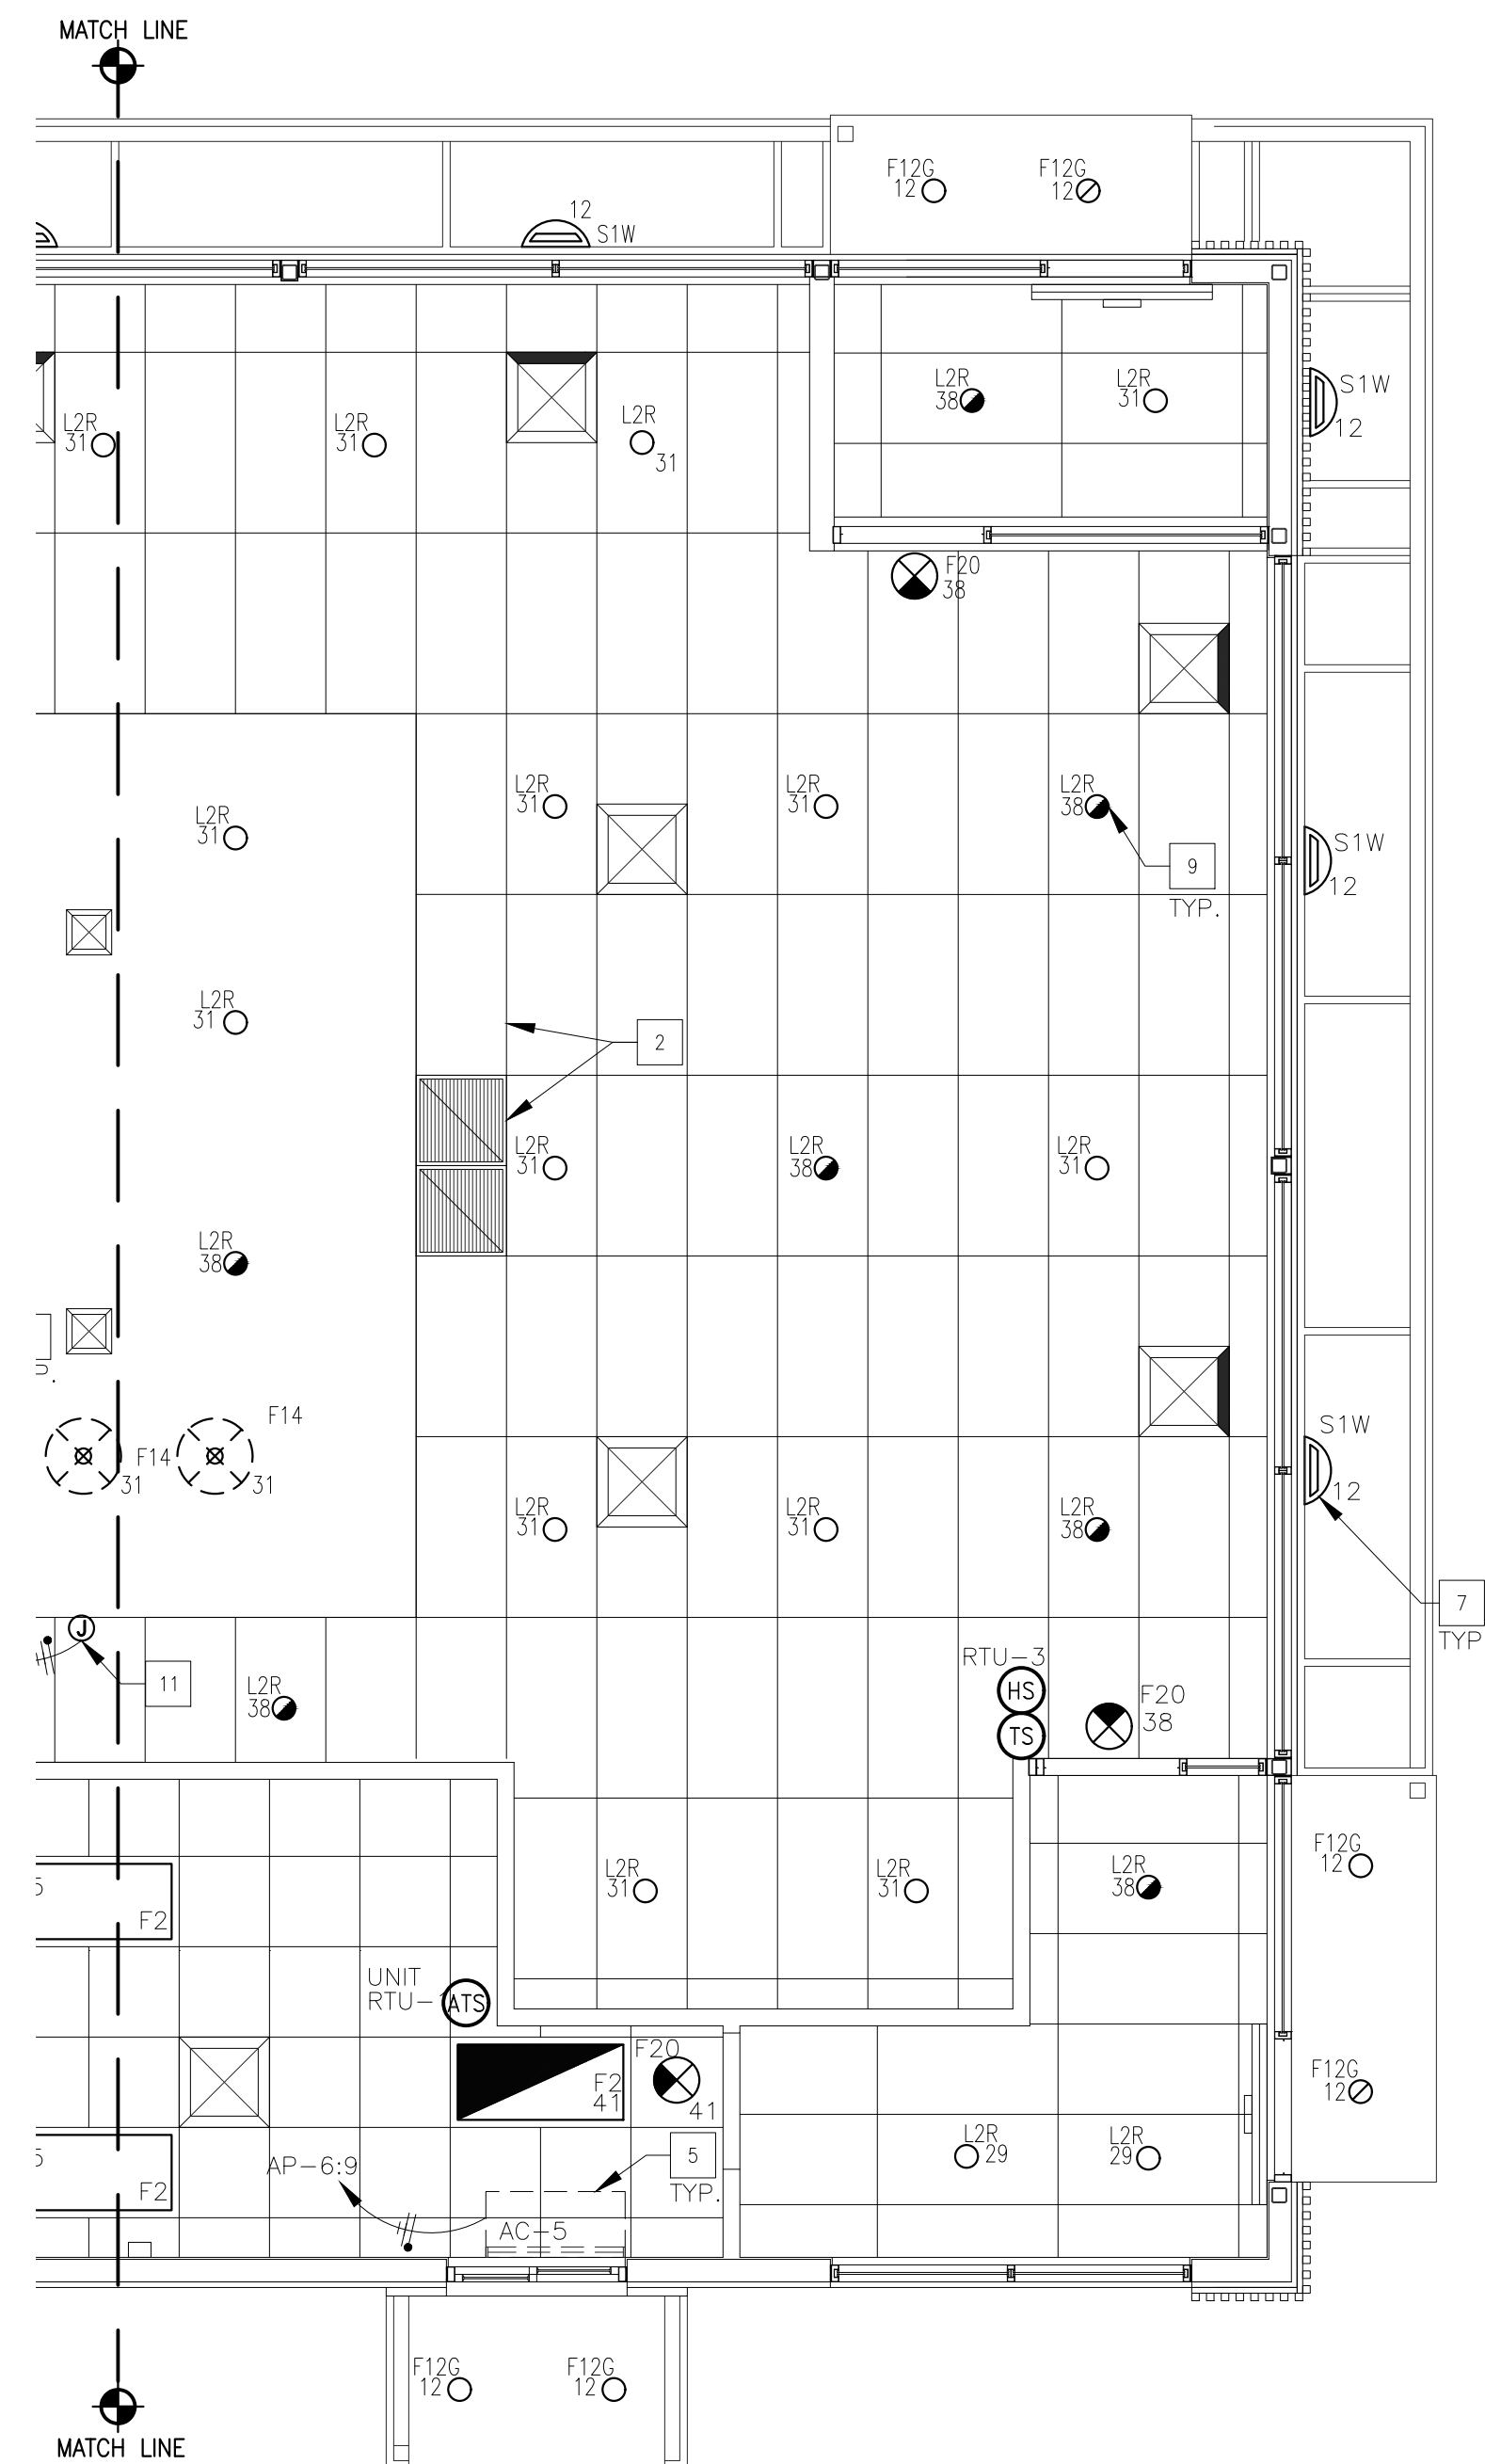 MATCH LINE
F12G
12
F12G
12
12
S1W
L2R
38
L2R
31
S1W
12
L2R
31
L2R
31
L2R
31
F20
38
L2R
31
L2R
31
L2R
38
L2R
31
9
TYP.
S1W
12
L2R
31
2
L2R
31
L2R
38
L2R
31
L2R
38
P.
F14
31
F14
31
S1W
12
L2R
31
L2R
31
L2R
38
7
TYP
J
11
L2R
38
RTU-3
HS
TS
F20
38
F12G
12
L2R
31
L2R
31
L2R
38
5
F2
UNIT
RTU-1
ATS
F20
F2
41
41
F12G
12
L2R
29
L2R
29
5
F2
AP-6:9
5
TYP.
AC-5
F12G
12
F12G
12
MATCH LINE